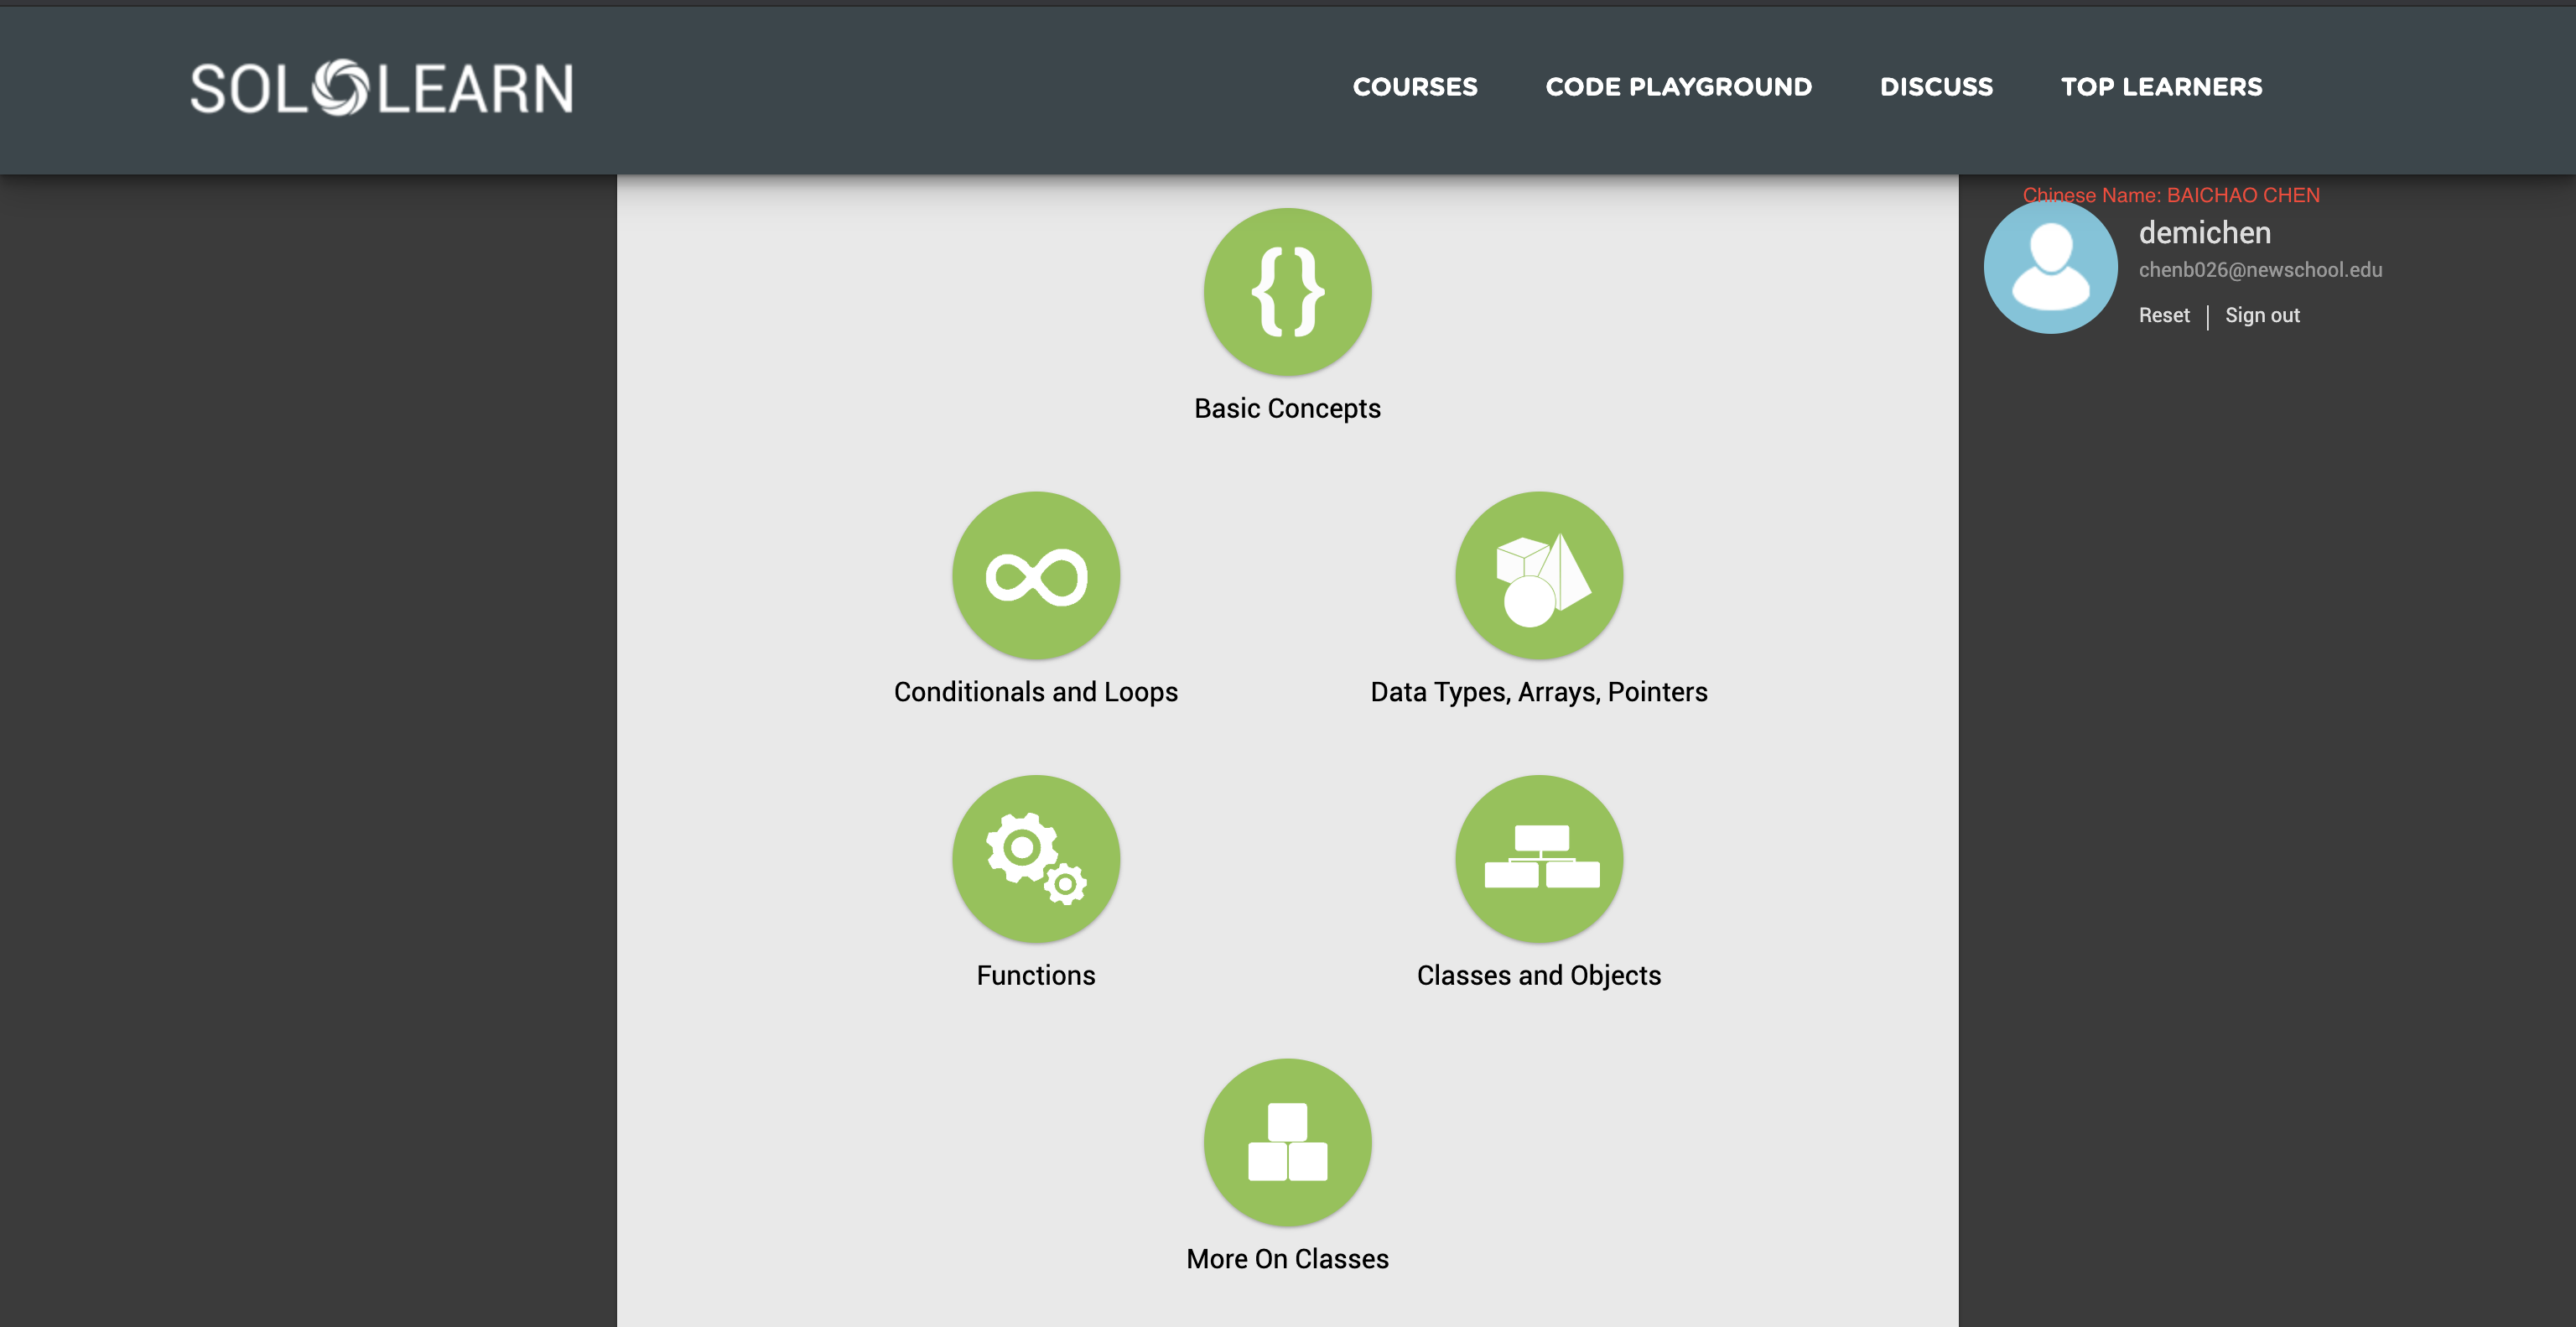 SOLOLEARN
COURSES CODE PLAYGROUND DISCUSS TOP LEARNERS
Chinese Name: BAICHAO CHEN
demichen
chenb026@newschool.edu
Reset | Sign out
{}
Basic Concepts
Conditionals and Loops
Data Types, Arrays, Pointers
Functions
Classes and Objects
More On Classes